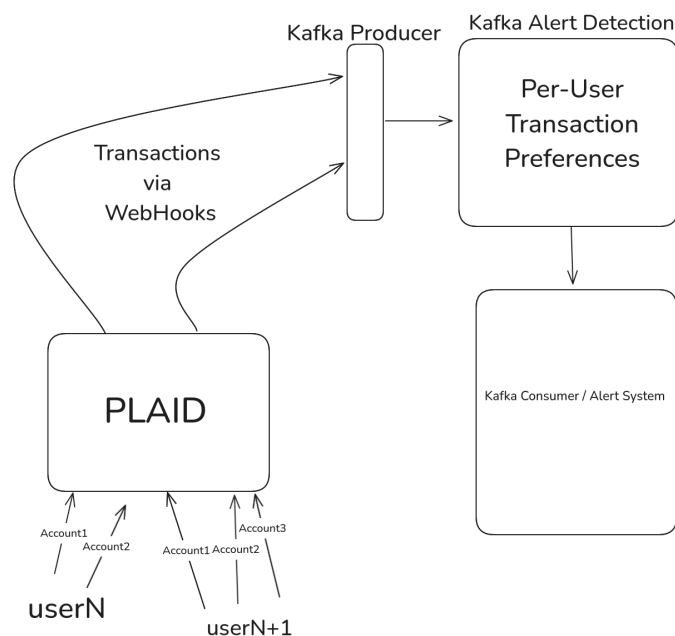 Kafka Producer
Kafka Alert Detection
Per-User
Transaction
Preferences
Transactions
via
WebHooks
PLAID
Kafka Consumer / Alert System
Account1
Account2
Account1
Account2
Account3
userN
userN+1